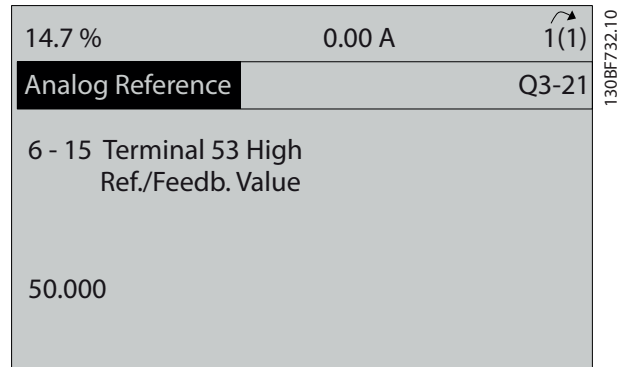 14.7 % 0.00 A 1(1)
Analog Reference Q3-21
6 - 15 Terminal 53 High
Ref./Feedb. Value
50.000
130BF732.10